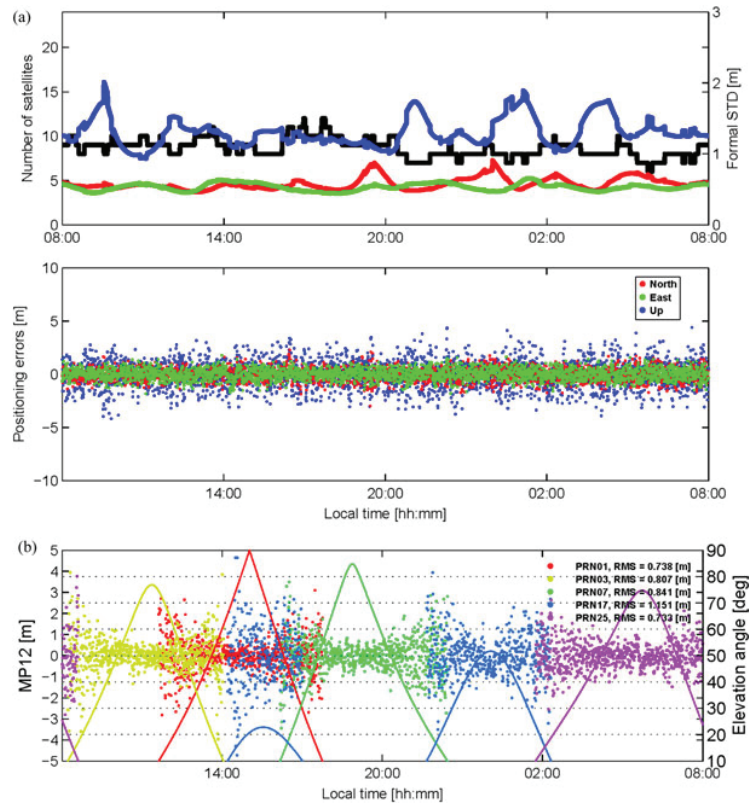 (a)
25 3
20
15 2
10 1
5
0 0
Number of satellites
Formal STD [m]
08:00 14:00 20:00 02:00 08:00
10
5
0
−5
−10
Positioning errors [m]
North
East
Up
14:00 20:00 02:00 08:00
Local time [hh:mm]
(b)
5 90
4 80
3 70
2 60
1
0 50
-1 40
-2 30
-3
-4 20
-5 10
MP12 [m]
Elevation angle [deg]
PRN01, RMS = 0.738 [m]
PRN03, RMS = 0.807 [m]
PRN07, RMS = 0.841 [m]
PRN17, RMS = 1.151 [m]
PRN25, RMS = 0.733 [m]
14:00 20:00 02:00 08:00
Local time [hh:mm]